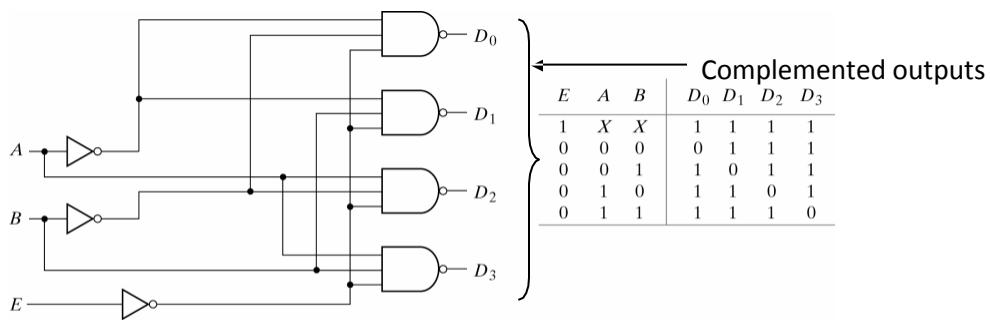 D0
Complemented outputs
E A B D0 D1 D2 D3
D1
1 X X 1 1 1 1
A
0 0 0 0 1 1 1
0 0 1 1 0 1 1
D2
0 1 0 1 1 0 1
B
0 1 1 1 1 1 0
D3
E